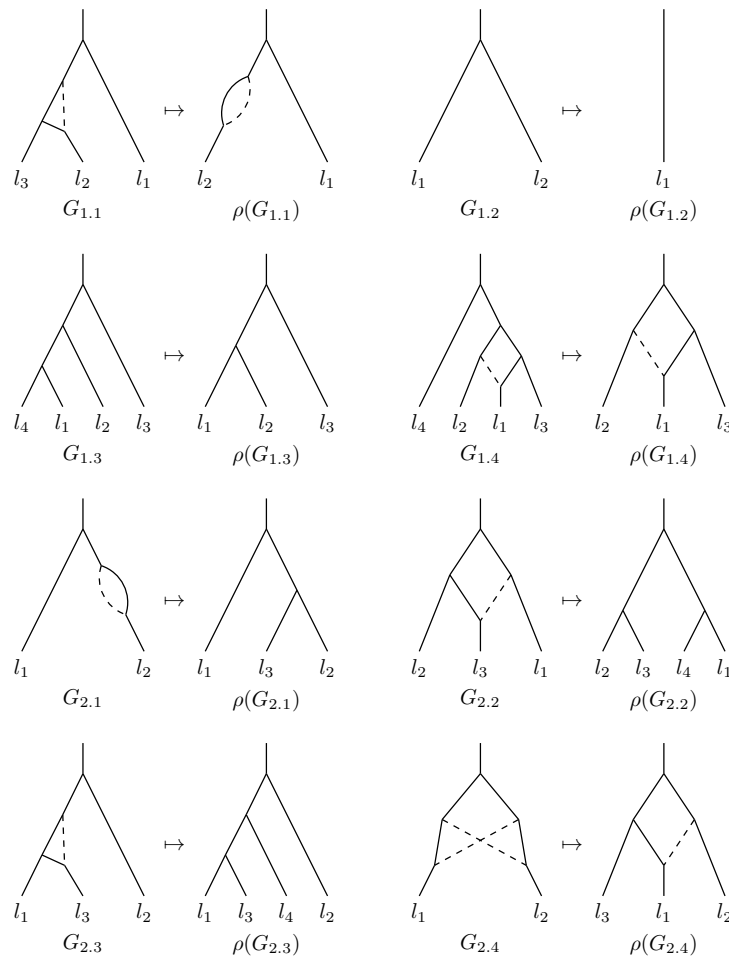 ↦ ↦
l₃ l₂ l₁ l₂ l₁ l₁ l₂ l₁
G₁.₁ ρ(G₁.₁) G₁.₂ ρ(G₁.₂)
↦ ↦
l₄ l₁ l₂ l₃ l₁ l₂ l₃ l₄ l₂ l₁ l₃ l₂ l₁ l₃
G₁.₃ ρ(G₁.₃) G₁.₄ ρ(G₁.₄)
↦ ↦
l₁ l₂ l₁ l₃ l₂ l₂ l₃ l₁ l₂ l₃ l₄ l₁
G₂.₁ ρ(G₂.₁) G₂.₂ ρ(G₂.₂)
↦ ↦
l₁ l₃ l₂ l₁ l₃ l₄ l₂ l₁ l₂ l₃ l₁ l₂
G₂.₃ ρ(G₂.₃) G₂.₄ ρ(G₂.₄)